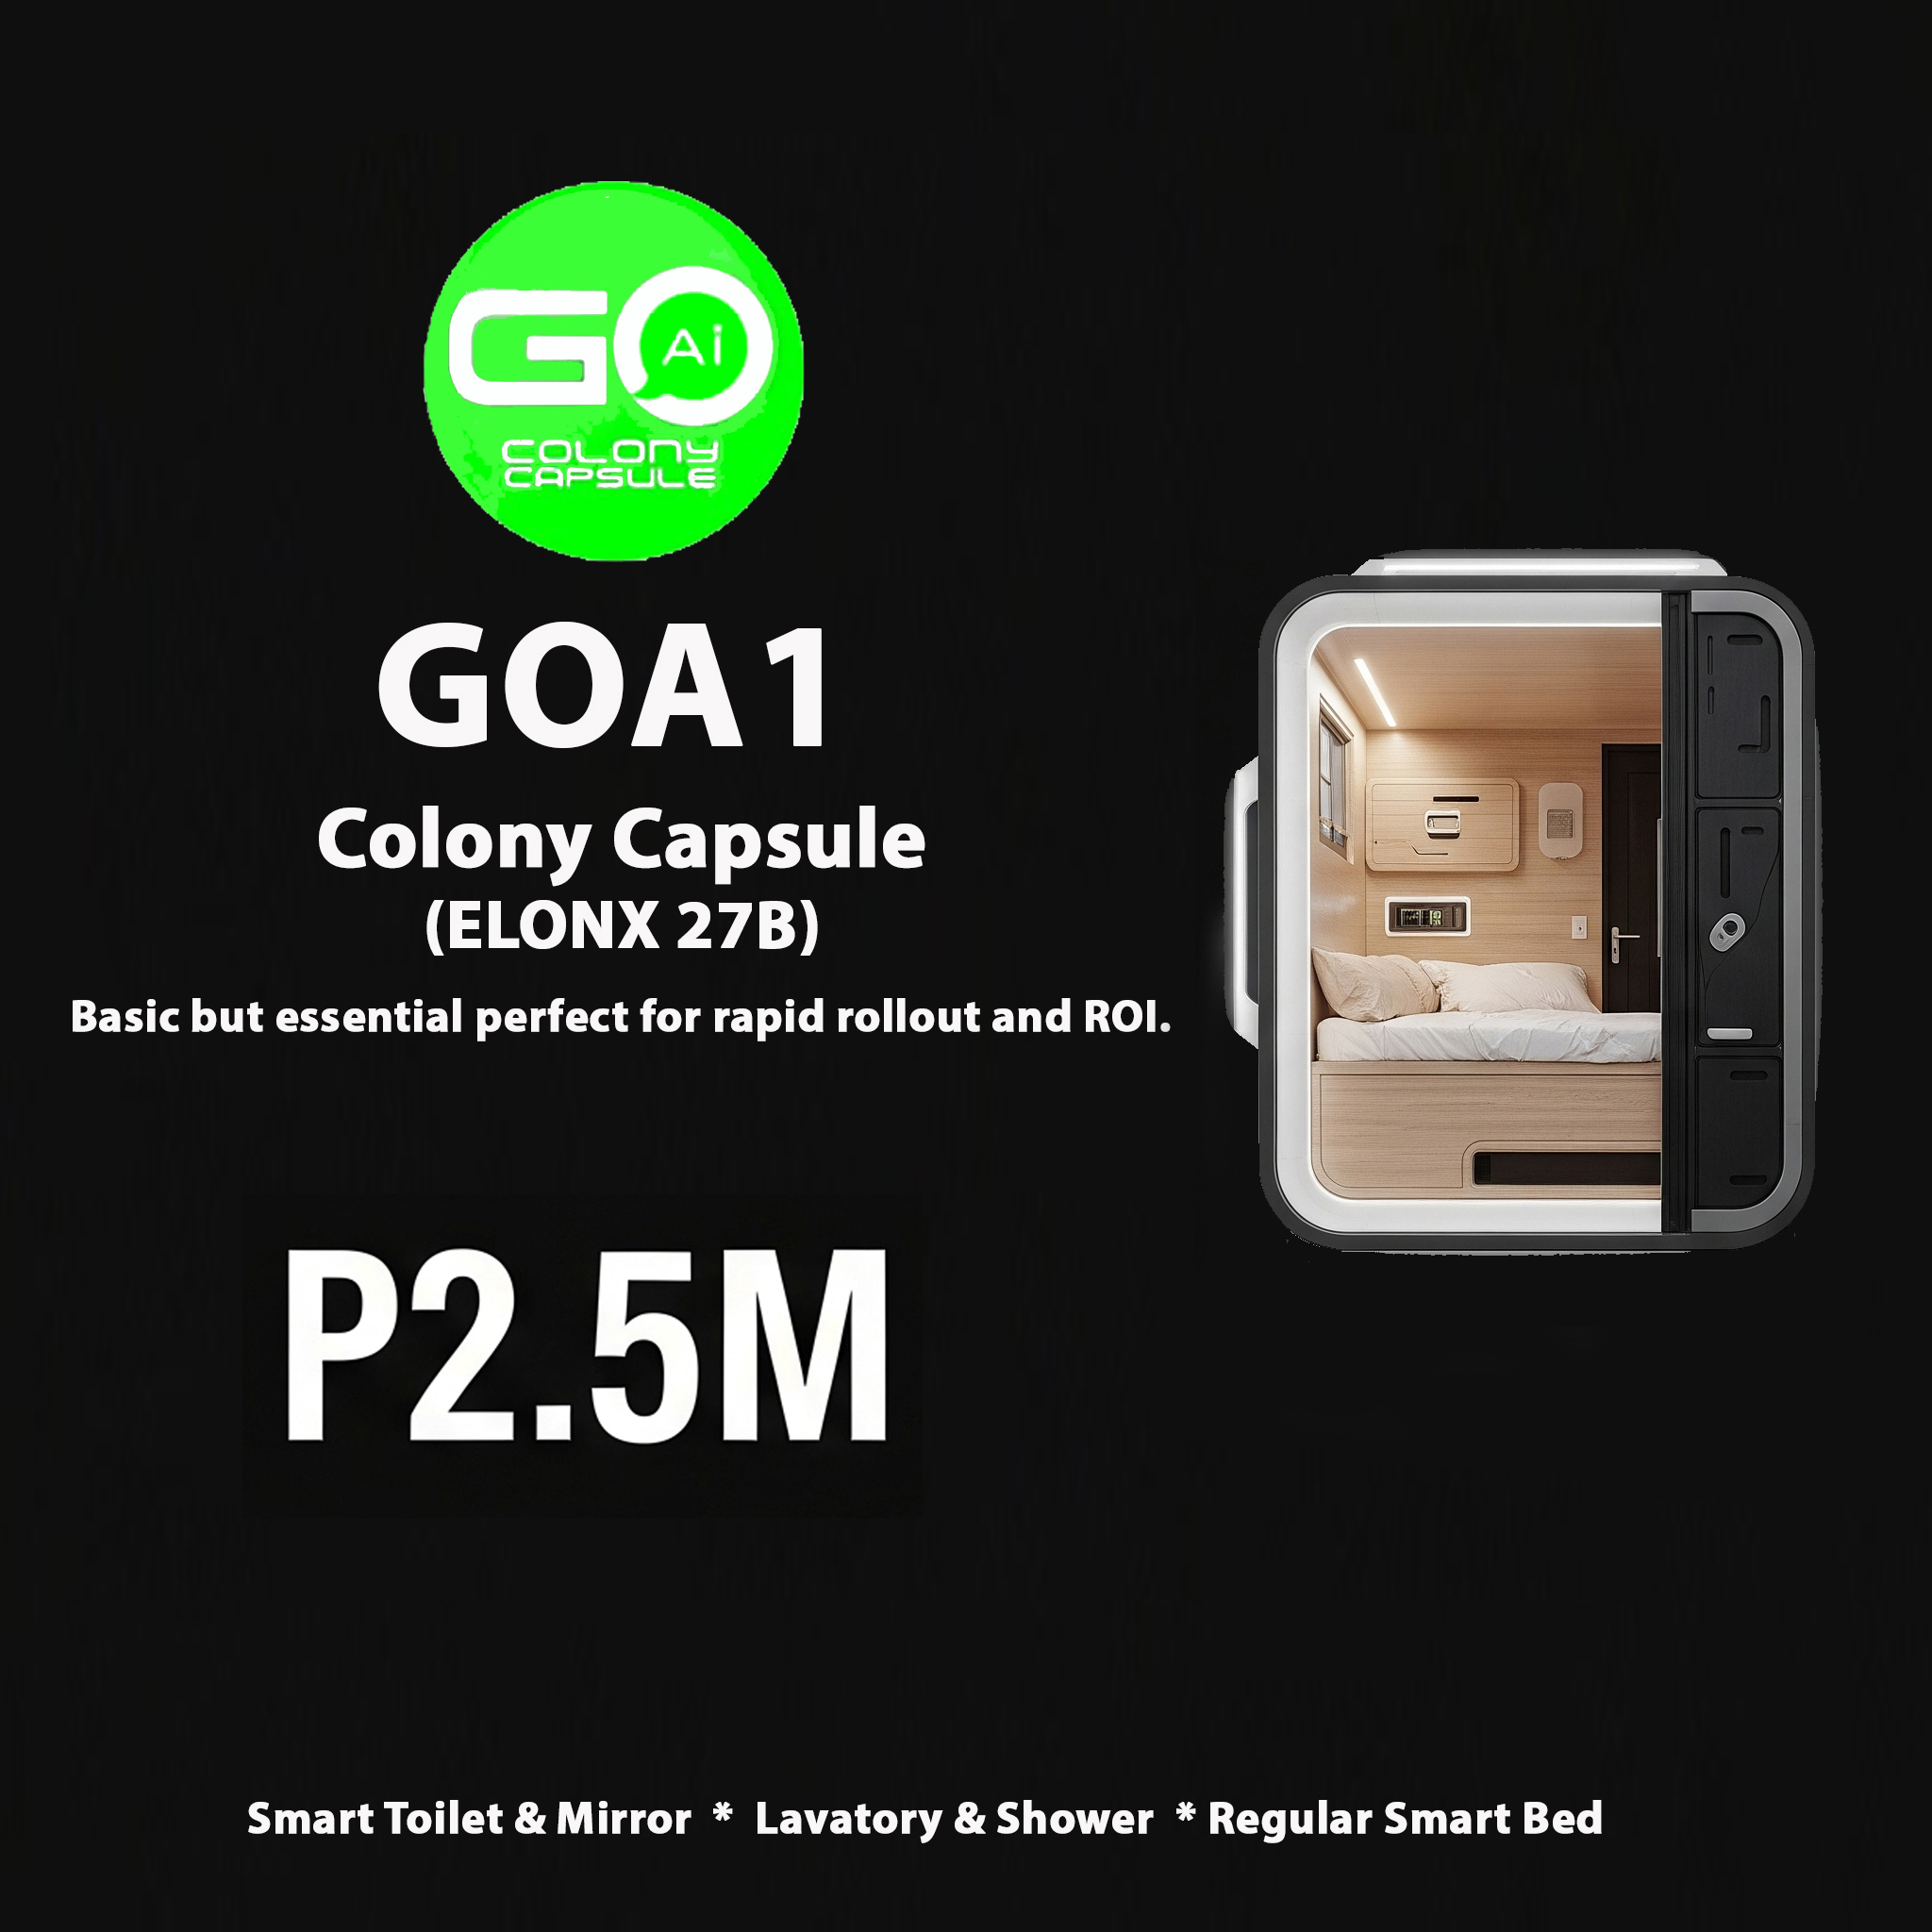 GO Ai
COLONY
CAPSULE
GOA1
Colony Capsule
(ELONX 27B)
Basic but essential perfect for rapid rollout and ROI.
P2.5M
Smart Toilet & Mirror * Lavatory & Shower * Regular Smart Bed